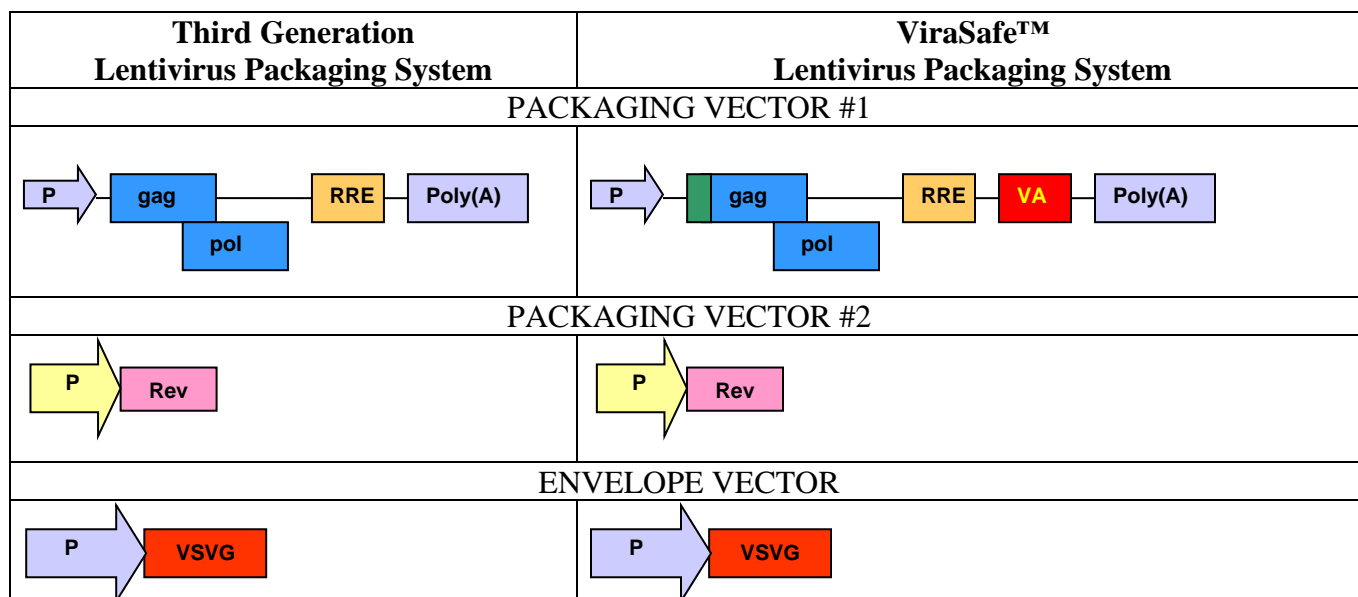 Third Generation
Lentivirus Packaging System
ViraSafe™
Lentivirus Packaging System
PACKAGING VECTOR #1
P gag RRE Poly(A)
pol
P gag RRE VA Poly(A)
pol
PACKAGING VECTOR #2
P Rev
P Rev
ENVELOPE VECTOR
P VSVG
P VSVG